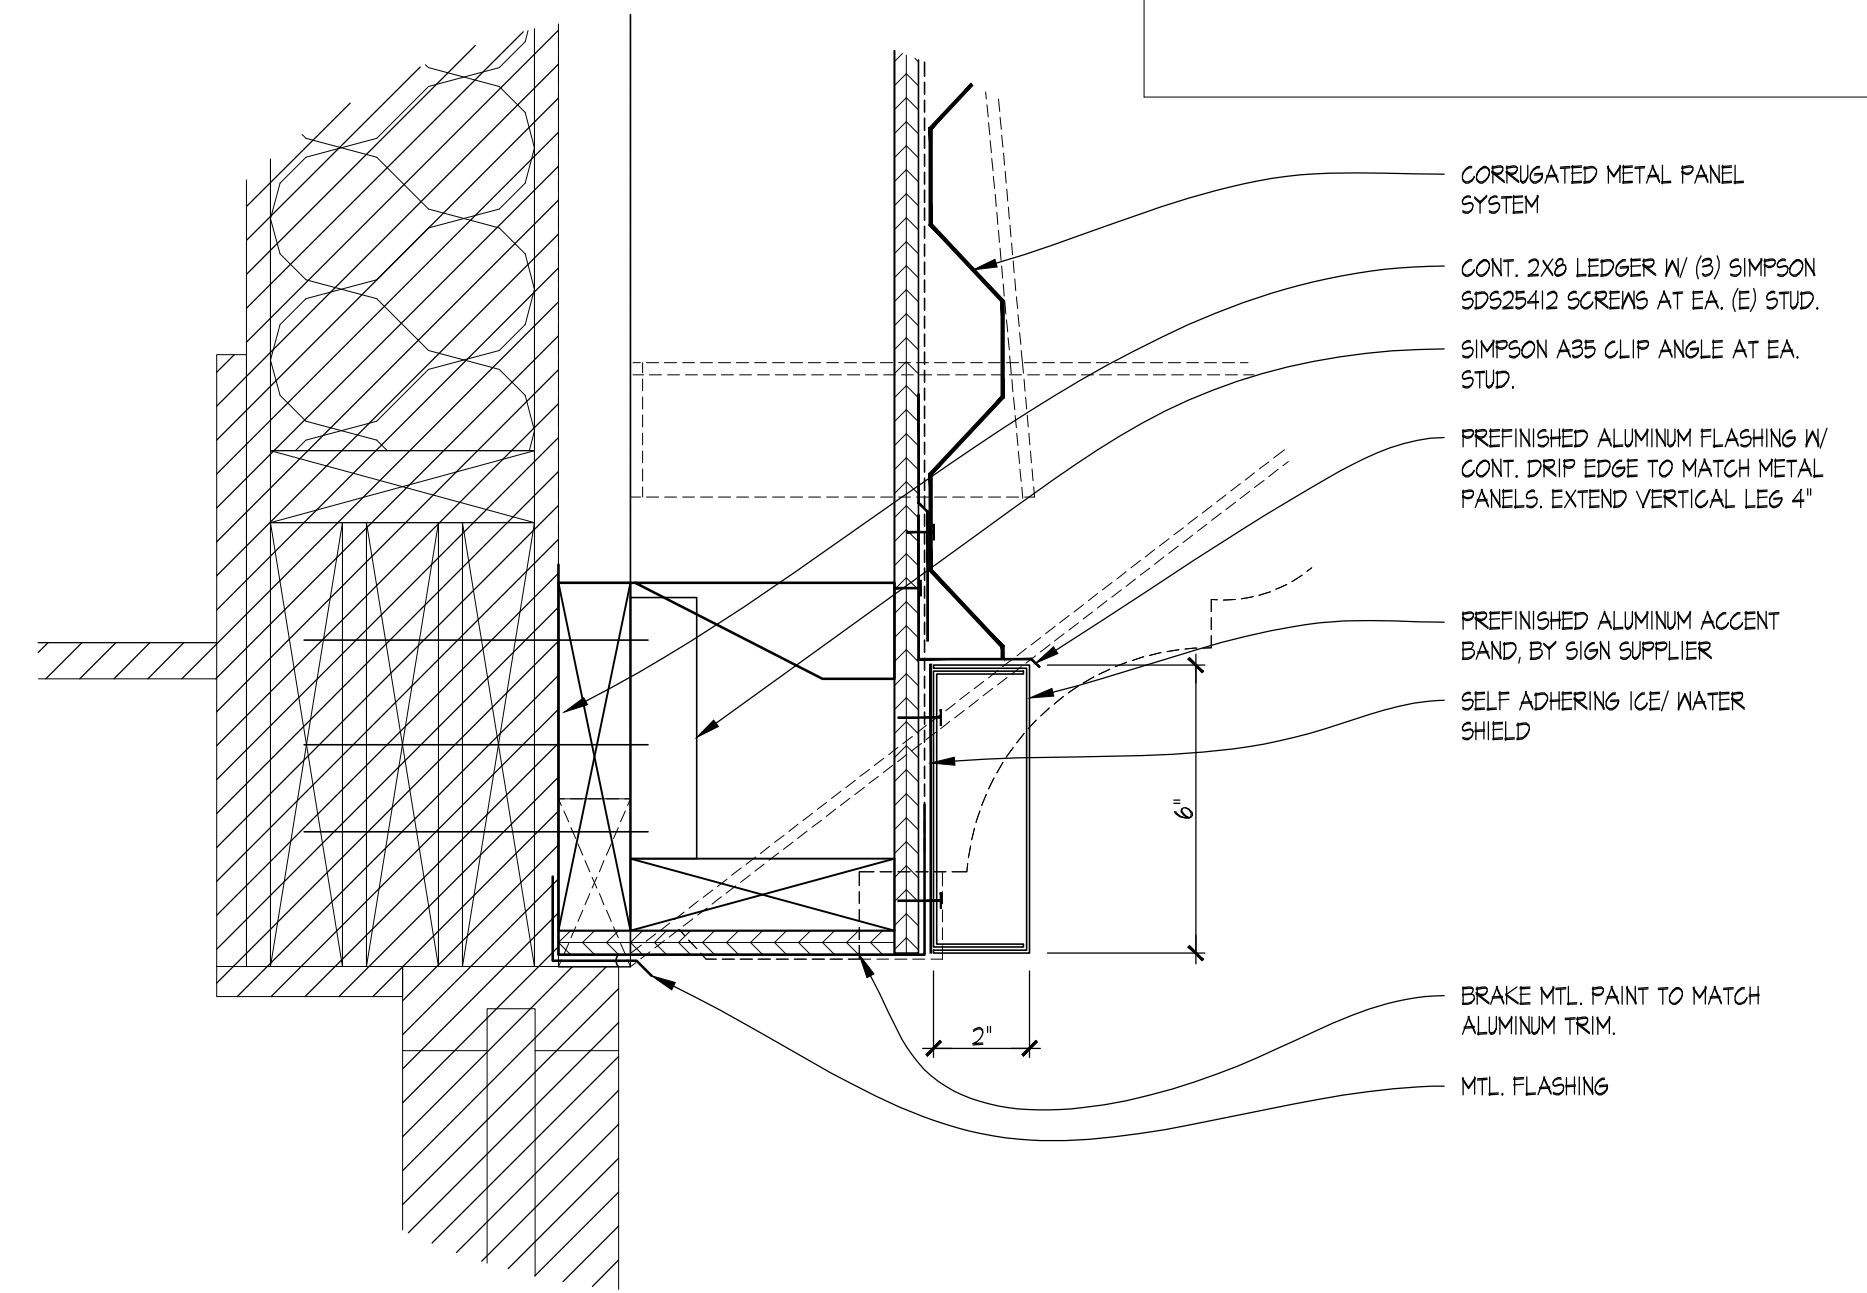 CORRUGATED METAL PANEL
SYSTEM
CONT. 2X8 LEDGER W/ (3) SIMPSON
SDS25412 SCREWS AT EA. (E) STUD.
SIMPSON A35 CLIP ANGLE AT EA.
STUD.
PREFINISHED ALUMINUM FLASHING W/
CONT. DRIP EDGE TO MATCH METAL
PANELS. EXTEND VERTICAL LEG 4"
PREFINISHED ALUMINUM ACCENT
BAND, BY SIGN SUPPLIER
SELF ADHERING ICE/ WATER
SHIELD
6"
2"
BRAKE MTL. PAINT TO MATCH
ALUMINUM TRIM.
MTL. FLASHING